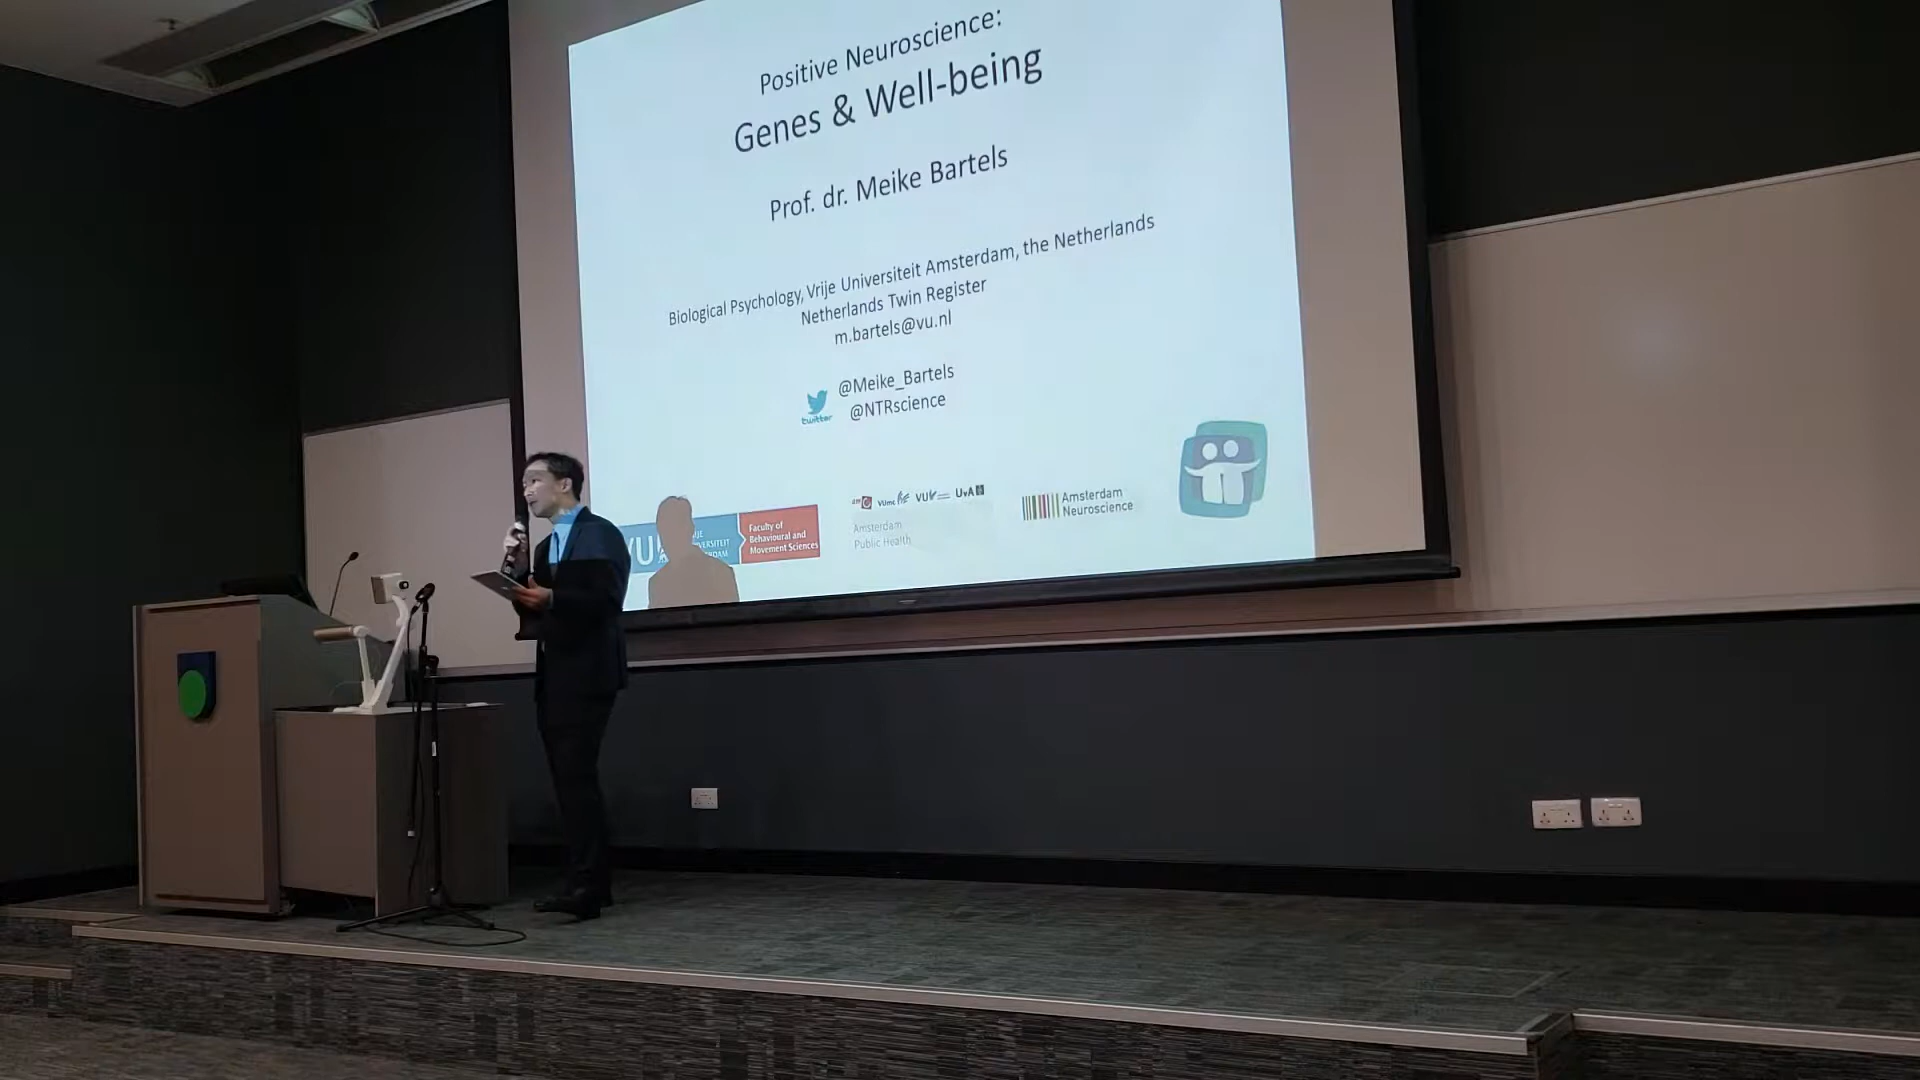 Positive Neuroscience:
Genes & Well-being
Prof. dr. Meike Bartels
Biological Psychology, Vrije Universiteit Amsterdam, the Netherlands
Netherlands Twin Register
m.bartels@vu.nl
@Meike_Bartels
@NTRscience
twitter
Faculty of
Behavioural and
Movement Sciences
VUmc
UvA
Amsterdam
Public Health
Amsterdam
Neuroscience